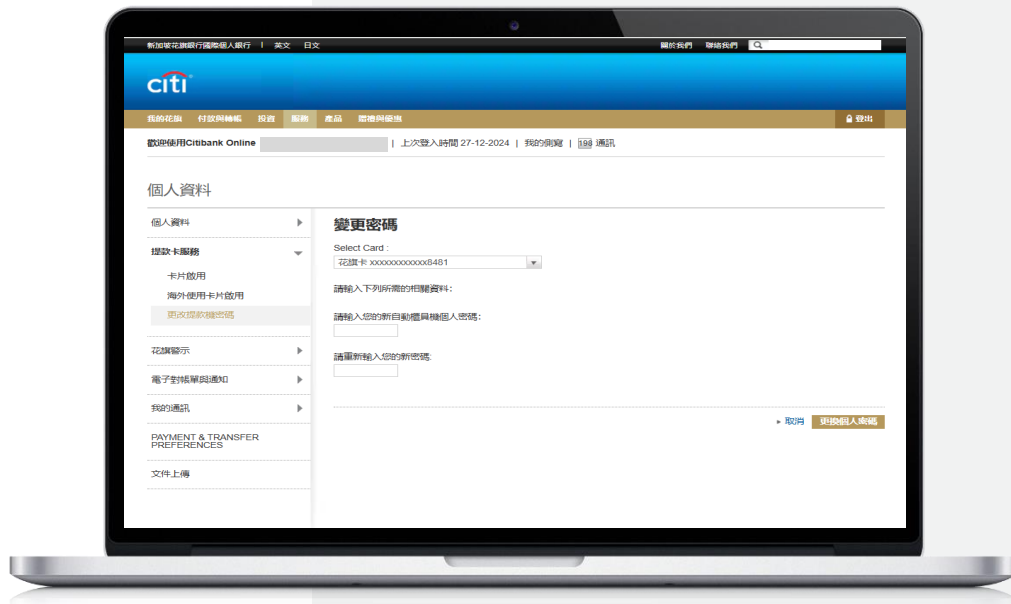 新加坡花旗銀行國際個人銀行 | 英文 日文
關於我們 聯絡我們
citi
我的花旗 付款與轉帳 投資 服務 產品 贈禮與優惠
登出
歡迎使用Citibank Online | 上次登入時間 27-12-2024 | 我的側寫 | 198 通訊
個人資料
個人資料
提款卡服務
卡片啟用
海外使用卡片啟用
更改提款機密碼
花旗警示
電子對帳單與通知
我的通訊
PAYMENT & TRANSFER
PREFERENCES
文件上傳
變更密碼
Select Card :
花旗卡 xxxxxxxxxxxx8481
請輸入下列所需的相關資料:
請輸入您的新自動櫃員機個人密碼:
請重新輸入您的新密碼:
取消 更換個人密碼